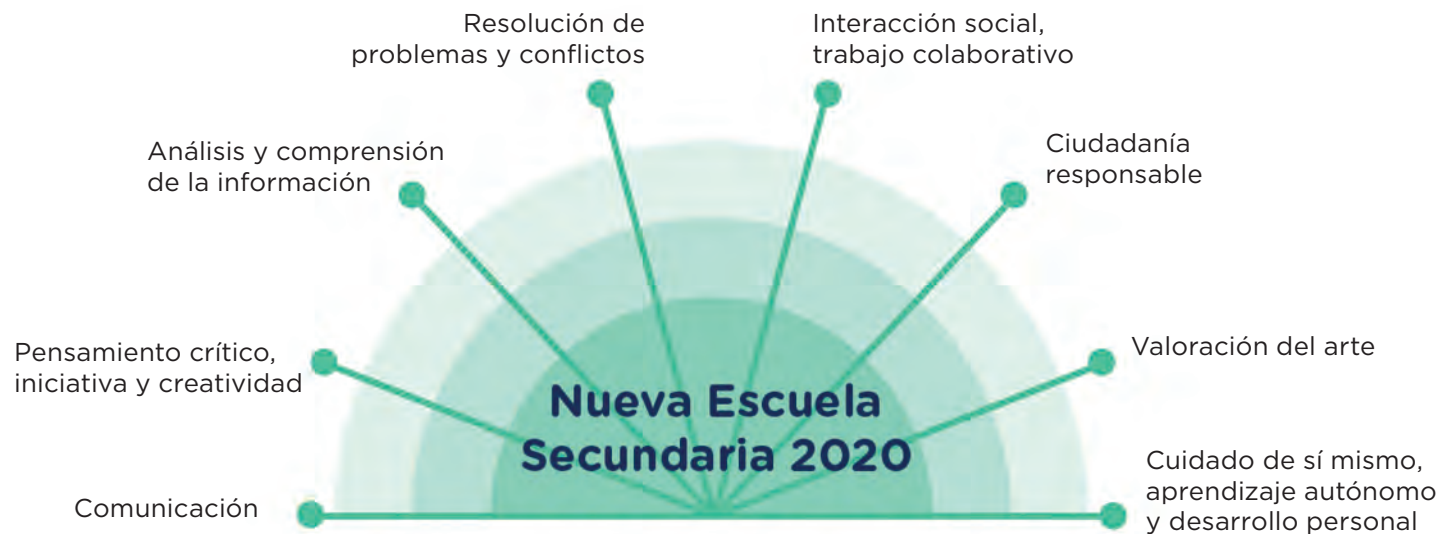 Resolución de
problemas y conflictos
Interacción social,
trabajo colaborativo
Análisis y comprensión
de la información
Ciudadanía
responsable
Pensamiento crítico,
iniciativa y creatividad
Valoración del arte
Nueva Escuela
Secundaria 2020
Comunicación
Cuidado de sí mismo,
aprendizaje autónomo
y desarrollo personal